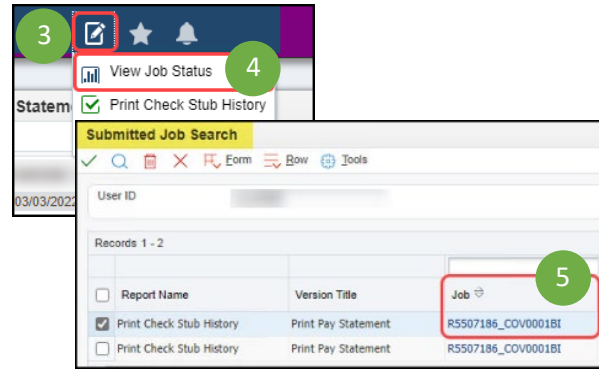 3
View Job Status
4
Statem
Print Check Stub History
03/03/2022
Submitted Job Search
Form Row Tools
User ID
Records 1 - 2
5
Report Name Version Title Job
Print Check Stub History Print Pay Statement R5507186_COV0001BI
Print Check Stub History Print Pay Statement R5507186_COV0001BI